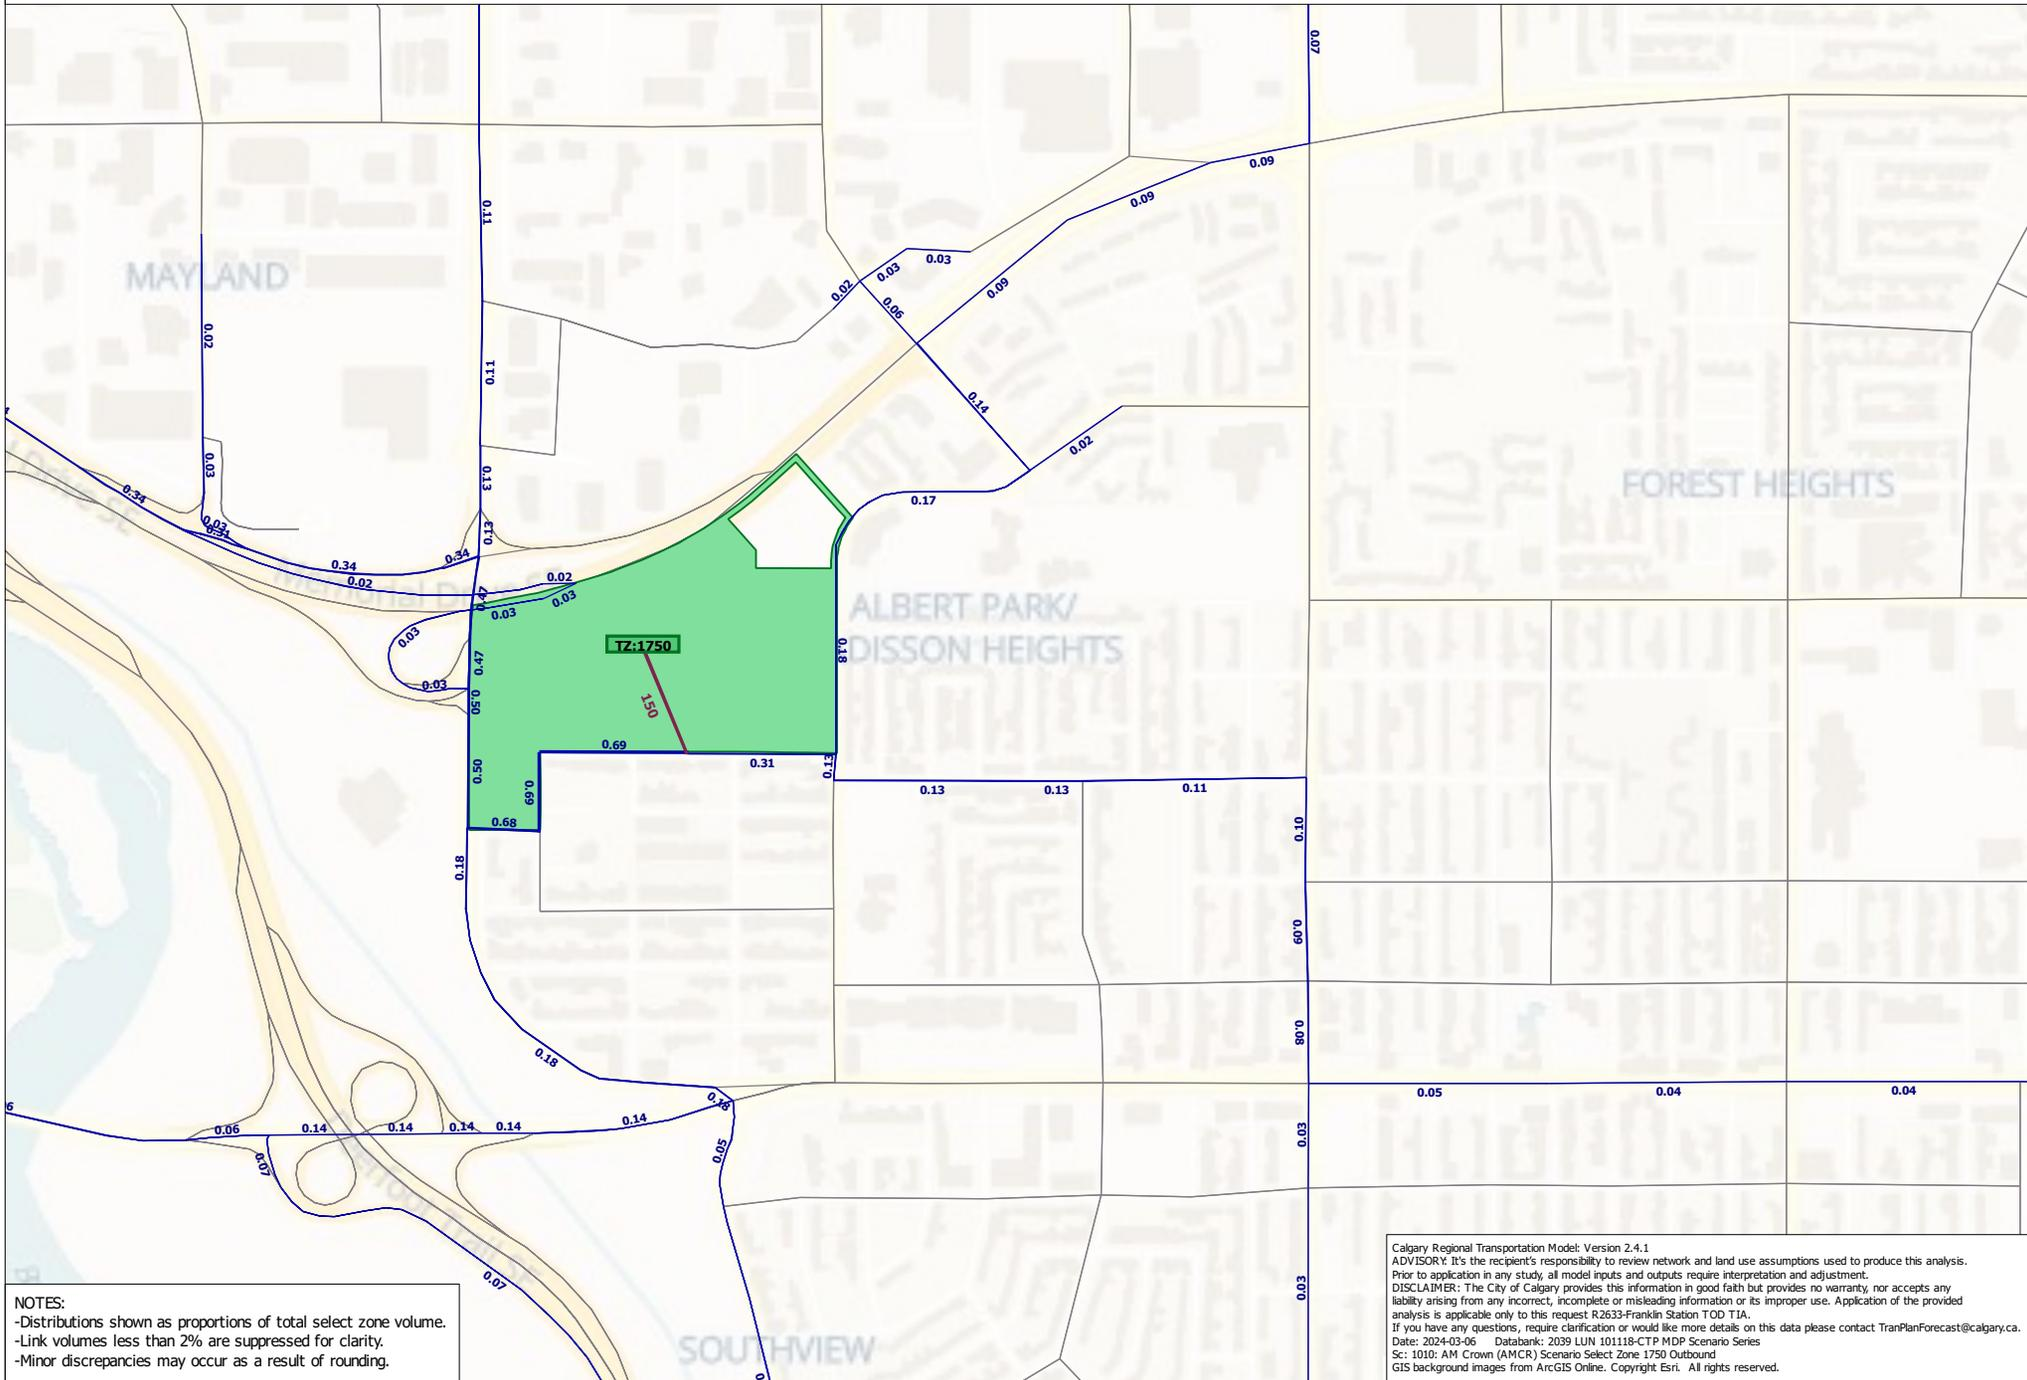 0.07
0.09
0.09
0.11
MAYLAND
0.03
0.03
0.02
0.09
0.06
0.02
0.11
0.14
0.34
0.03
0.13
0.02
FOREST HEIGHTS
0.17
Drive SE
0.03
0.31
0.13
0.34
0.34
0.02
0.02
Memorial Drive SE
0.47
0.03
0.03
ALBERT PARK/
DISSON HEIGHTS
0.03
TZ:1750
0.18
0.47
0.03
0.50
150
0.69
0.31
0.13
0.50
0.69
0.13
0.13
0.11
0.68
0.10
0.18
0.09
0.08
0.18
0.05
0.04
0.04
0.18
0.06
0.14
0.14
0.14
0.14
0.14
0.05
0.03
0.07
0.07
0.03
SOUTHVIEW
NOTES:
-Distributions shown as proportions of total select zone volume.
-Link volumes less than 2% are suppressed for clarity.
-Minor discrepancies may occur as a result of rounding.
Calgary Regional Transportation Model: Version 2.4.1
ADVISORY: It's the recipient's responsibility to review network and land use assumptions used to produce this analysis.
Prior to application in any study, all model inputs and outputs require interpretation and adjustment.
DISCLAIMER: The City of Calgary provides this information in good faith but provides no warranty, nor accepts any
liability arising from any incorrect, incomplete or misleading information or its improper use. Application of the provided
analysis is applicable only to this request R2633-Franklin Station TOD TIA.
If you have any questions, require clarification or would like more details on this data please contact TranPlanForecast@calgary.ca.
Date: 2024-03-06 Databank: 2039 LUN 101118-CTP MDP Scenario Series
Sc: 1010: AM Crown (AMCR) Scenario Select Zone 1750 Outbound
GIS background images from ArcGIS Online. Copyright Esri. All rights reserved.